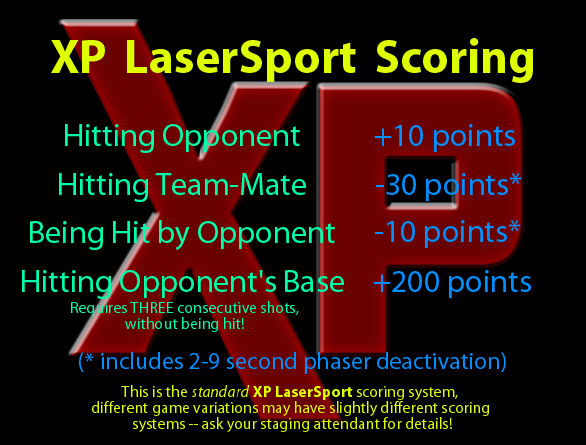 XP LaserSport Scoring
Hitting Opponent +10 points
Hitting Team-Mate -30 points*
Being Hit by Opponent -10 points*
Hitting Opponent's Base +200 points
Requires THREE consecutive shots,
without being hit!
(* includes 2-9 second phaser deactivation)
This is the standard XP LaserSport scoring system,
different game variations may have slightly different scoring
systems -- ask your staging attendant for details!
XP